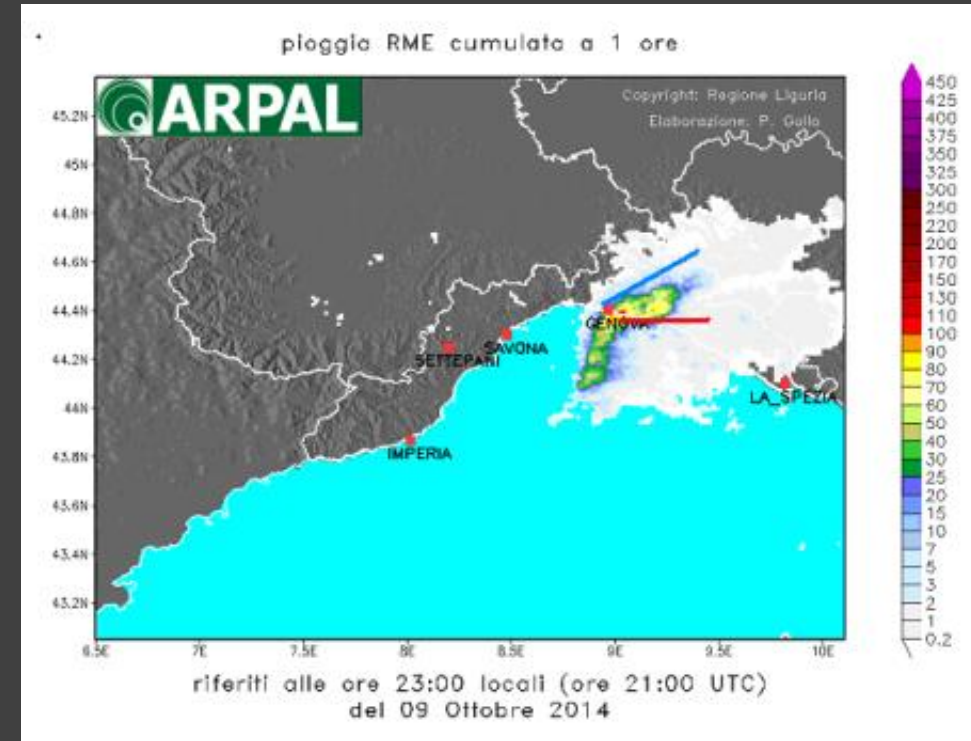 pioggia RME cumulata a 1 ore
ARPAL
Copyright: Regione Liguria
Elaborazione: P. Gollo
45.2N
45N
44.8N
44.6N
44.4N
44.2N
44N
43.8N
43.6N
43.4N
43.2N
GENOVA
SAVONA
SETTEPANI
LA_SPEZIA
IMPERIA
6.5E 7E 7.5E 8E 8.5E 9E 9.5E 10E
450
425
400
375
350
325
300
250
220
200
170
150
130
110
100
90
80
70
60
50
40
30
25
20
15
10
7
5
3
2
1
0.2
riferiti alle ore 23:00 locali (ore 21:00 UTC)
del 09 Ottobre 2014